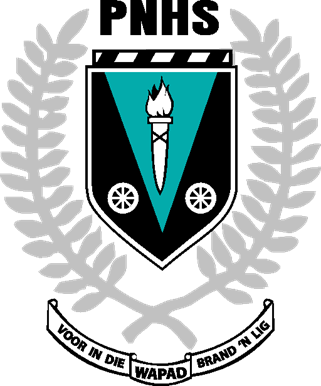 PNHS
VOOR IN DIE WAPAD BRAND 'N LIG